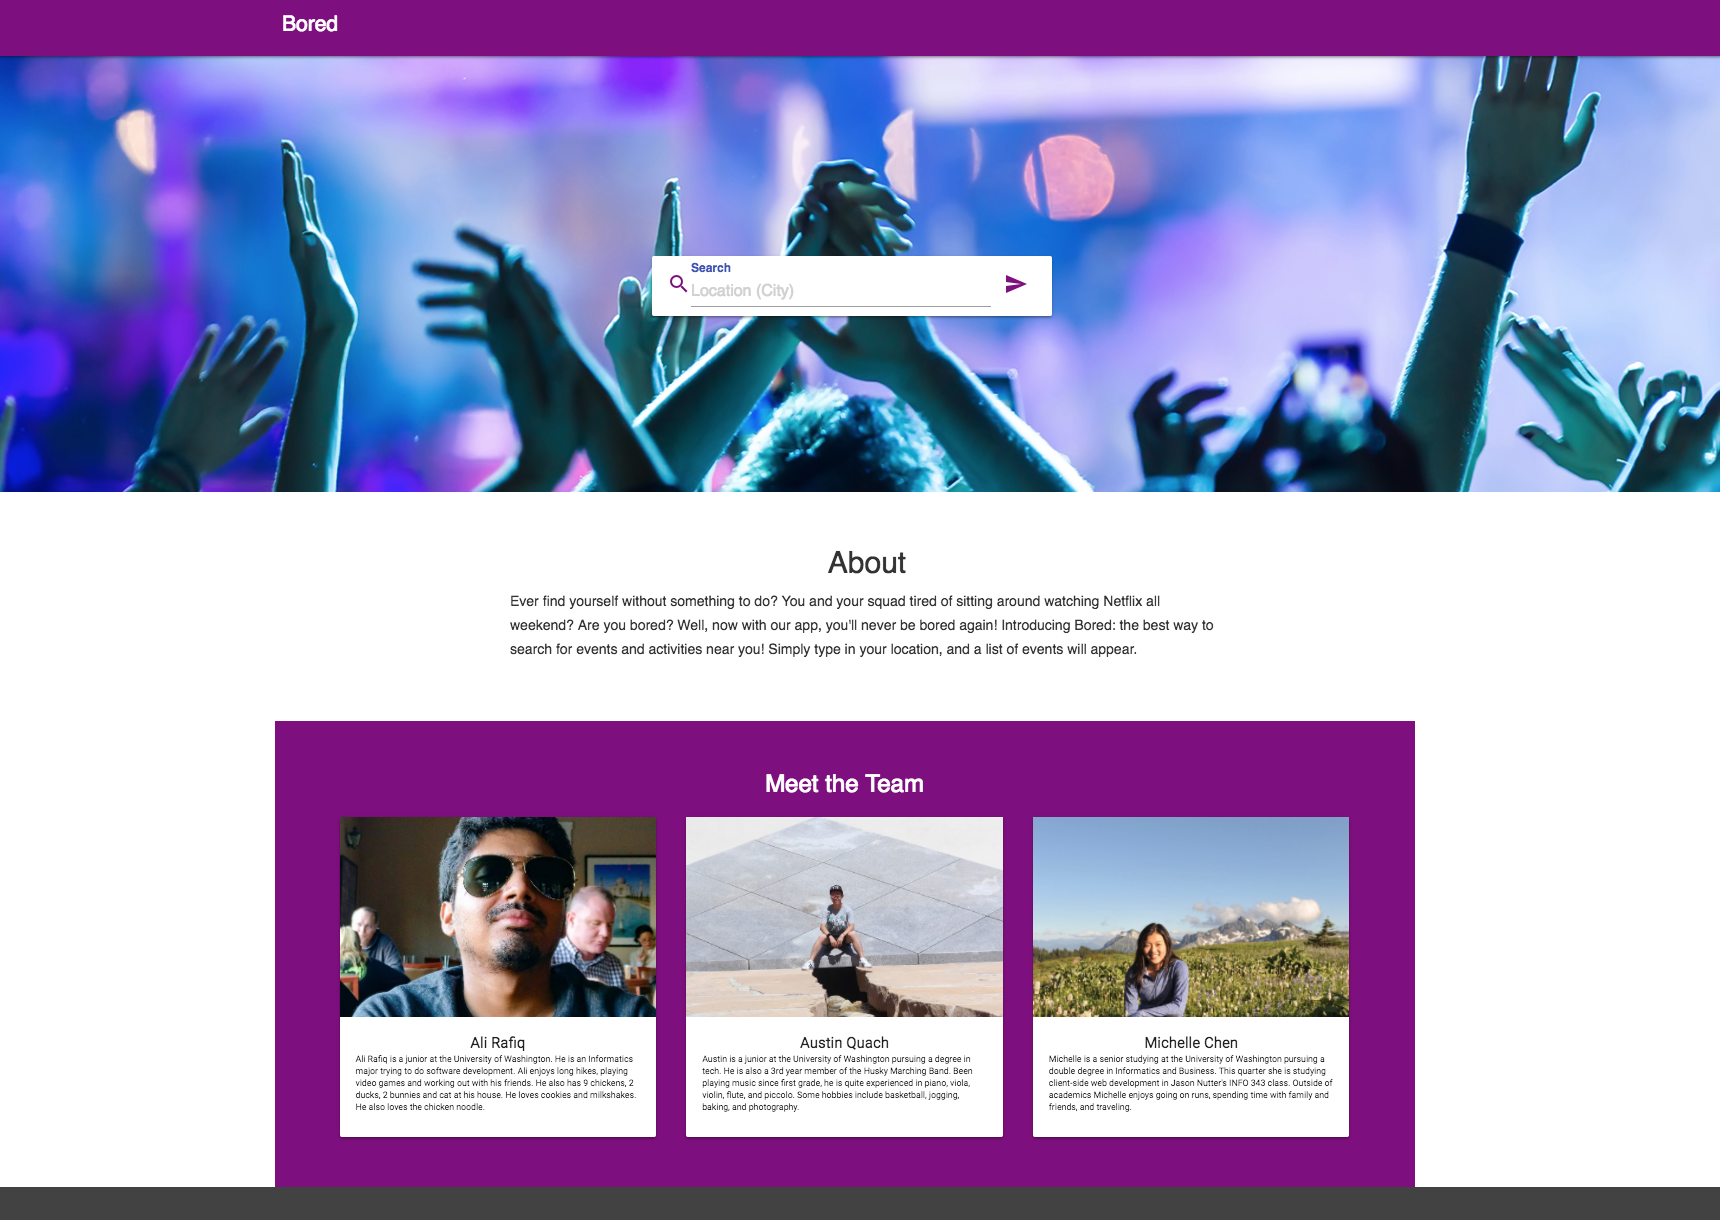 Bored
Search
Location (City)
About
Ever find yourself without something to do? You and your squad tired of sitting around watching Netflix all
weekend? Are you bored? Well, now with our app, you'll never be bored again! Introducing Bored: the best way to
search for events and activities near you! Simply type in your location, and a list of events will appear.
Meet the Team
Ali Rafiq
Ali Rafiq is a junior at the University of Washington. He is an Informatics
major trying to do software development. Ali enjoys long hikes, playing
video games and working out with his friends. He also has 9 chickens, 2
ducks, 2 bunnies and cat at his house. He loves cookies and milkshakes.
He also loves the chicken noodle.
Austin Quach
Austin is a junior at the University of Washington pursuing a degree in
tech. He is also a 3rd year member of the Husky Marching Band. Been
playing music since first grade, he is quite experienced in piano, viola,
violin, flute, and piccolo. Some hobbies include basketball, jogging,
baking, and photography.
Michelle Chen
Michelle is a senior studying at the University of Washington pursuing a
double degree in Informatics and Business. This quarter she is studying
client-side web development in Jason Nutter's INFO 343 class. Outside of
academics Michelle enjoys going on runs, spending time with family and
friends, and traveling.